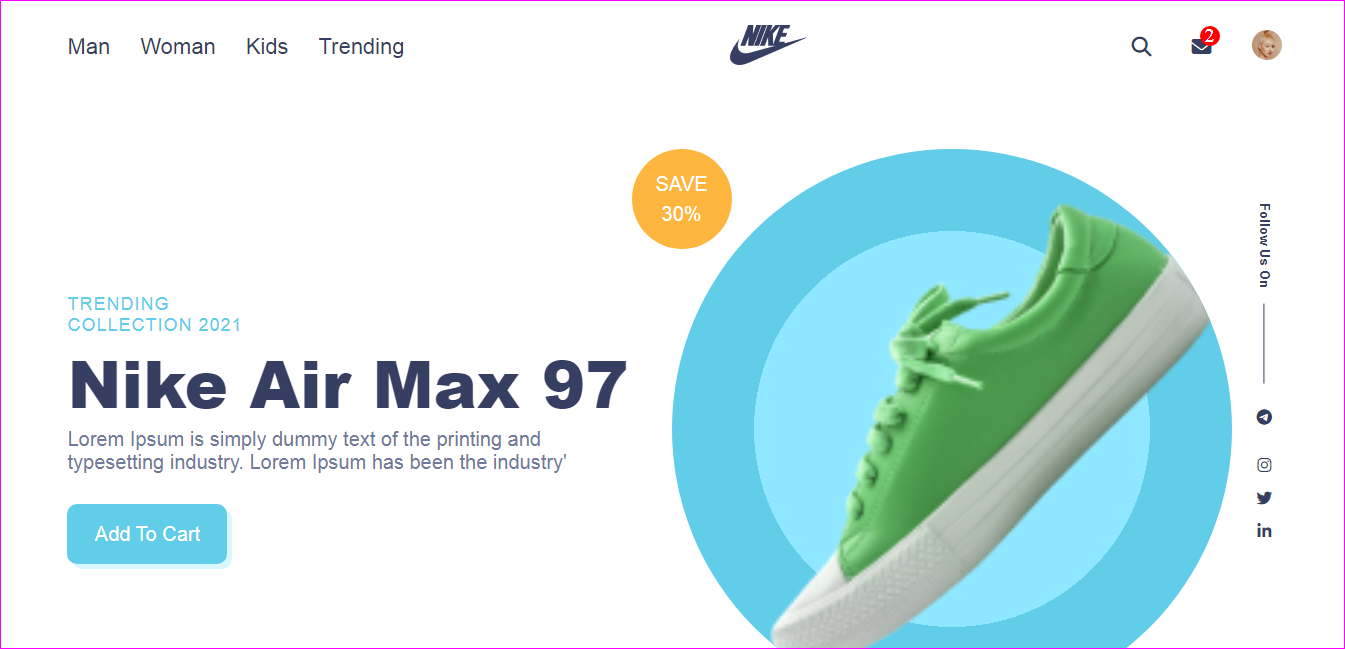 Man Woman Kids Trending
NIKE
2
SAVE
30%
Follow Us On
TRENDING
COLLECTION 2021
Nike Air Max 97
Lorem Ipsum is simply dummy text of the printing and
typesetting industry. Lorem Ipsum has been the industry'
Add To Cart
in